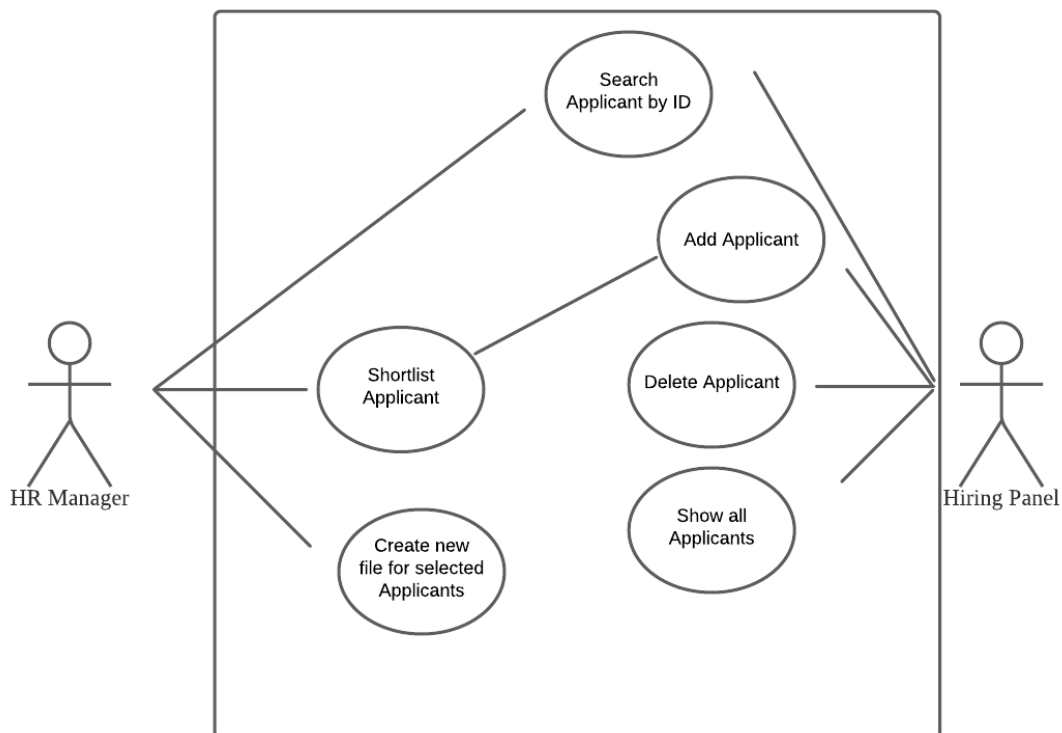 Search
Applicant by ID
Add Applicant
Shortlist
Applicant
Delete Applicant
HR Manager
Hiring Panel
Show all
Applicants
Create new
file for selected
Applicants